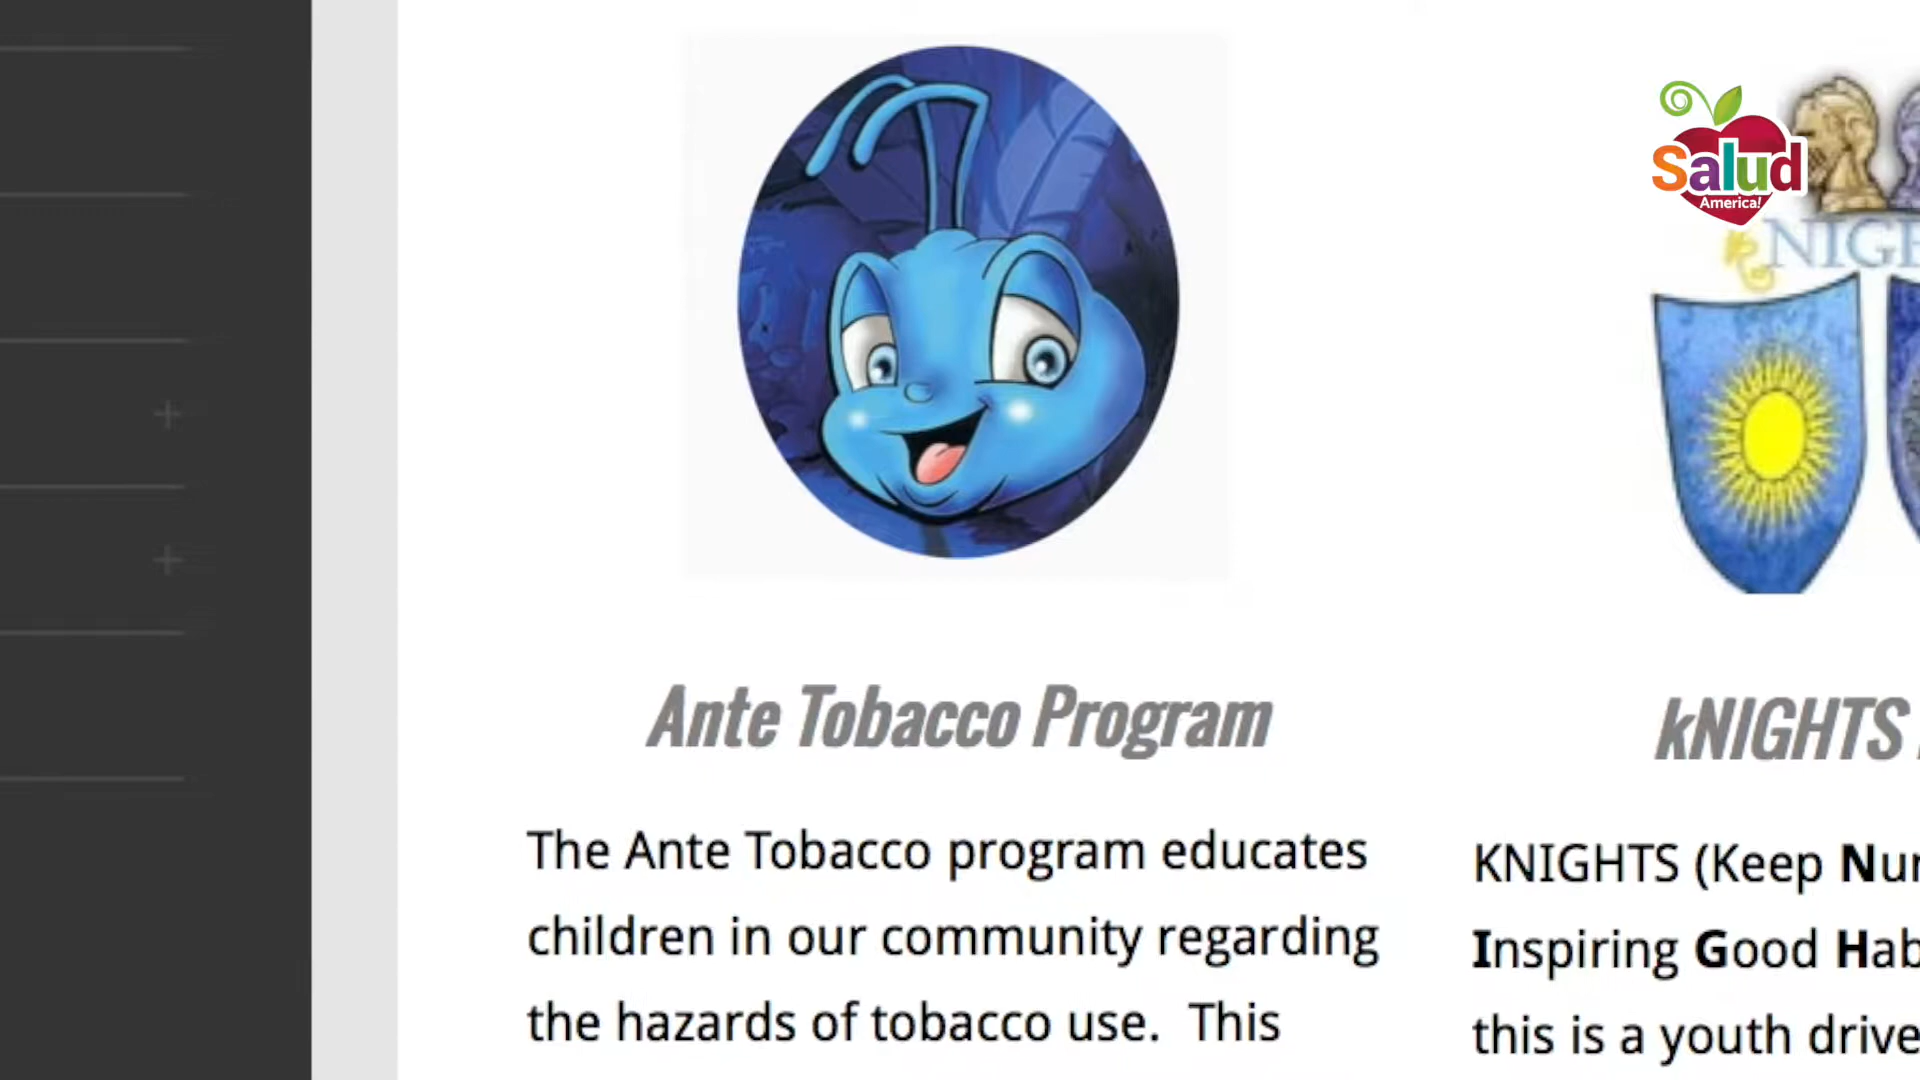 Salud
America!
Ante Tobacco Program
The Ante Tobacco program educates
children in our community regarding
the hazards of tobacco use. This
kNIGHTS
KNIGHTS (Keep
Inspiring Good
this is a youth